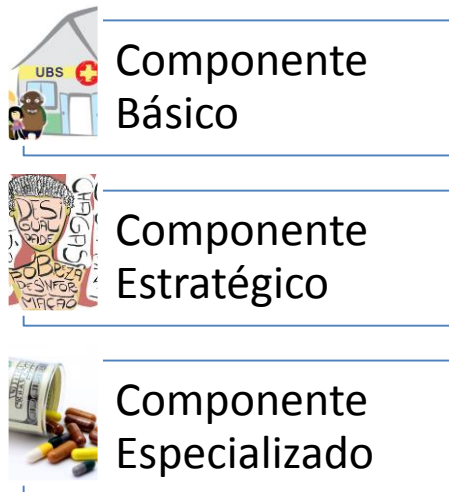 UBS
Componente
Básico
DESI
GUAL
DADE
CHAGAS
POBREZA
DESINFOR
MAÇÃO
Componente
Estratégico
Componente
Especializado